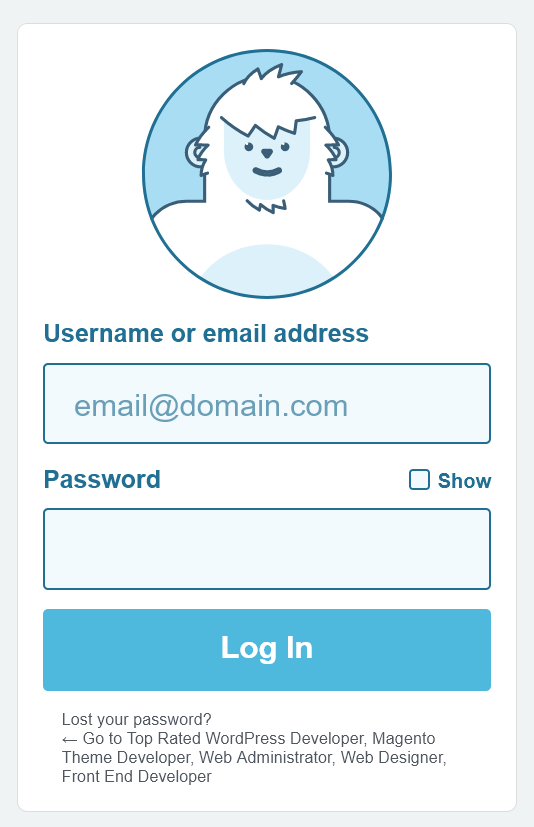 Username or email address
email@domain.com
Password
Show
Log In
Lost your password?
← Go to Top Rated WordPress Developer, Magento
Theme Developer, Web Administrator, Web Designer,
Front End Developer